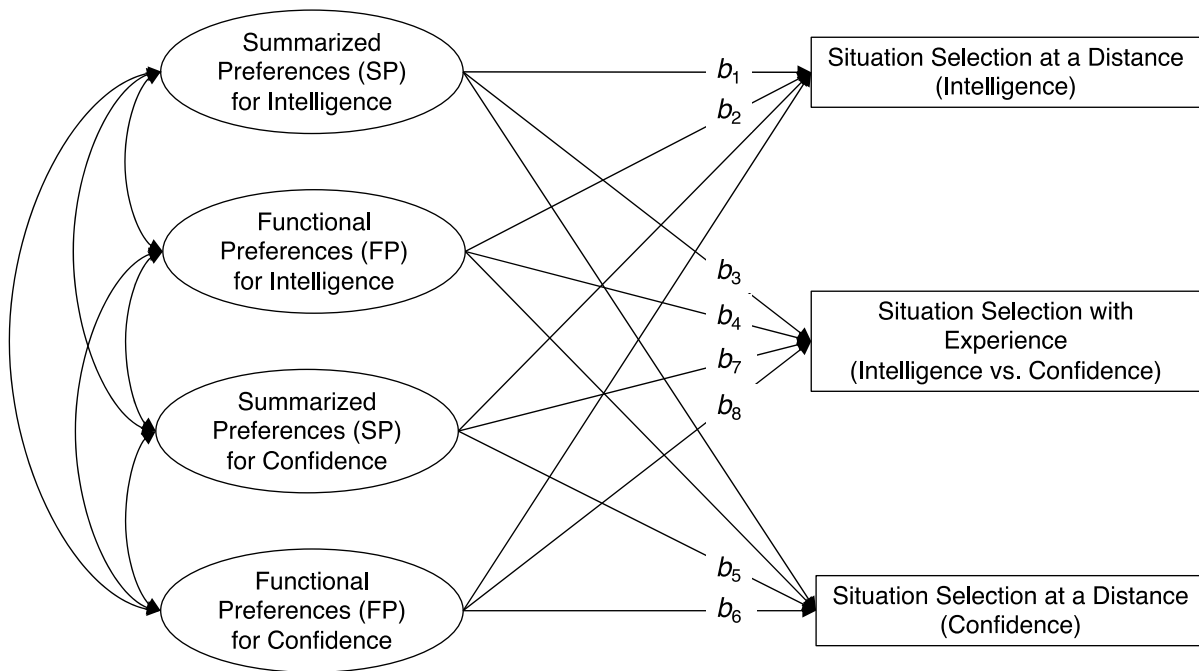 Summarized
Preferences (SP)
for Intelligence
Functional
Preferences (FP)
for Intelligence
Summarized
Preferences (SP)
for Confidence
Functional
Preferences (FP)
for Confidence
b1
b2
b3
b4
b7
b8
b5
b6
Situation Selection at a Distance
(Intelligence)
Situation Selection with
Experience
(Intelligence vs. Confidence)
Situation Selection at a Distance
(Confidence)